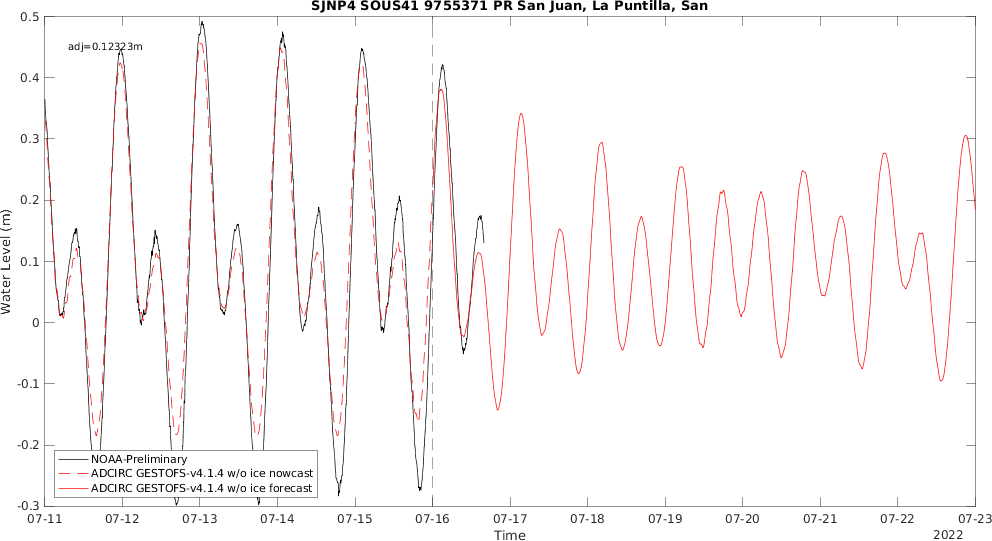 SJNP4 SOUS41 9755371 PR San Juan, La Puntilla, San
adj=0.12323m
0.5
0.4
0.3
0.2
0.1
0
-0.1
-0.2
-0.3
Water Level (m)
NOAA-Preliminary
ADCIRC GESTOFS-v4.1.4 w/o ice nowcast
ADCIRC GESTOFS-v4.1.4 w/o ice forecast
07-11 07-12 07-13 07-14 07-15 07-16 07-17 07-18 07-19 07-20 07-21 07-22 07-23
Time
2022